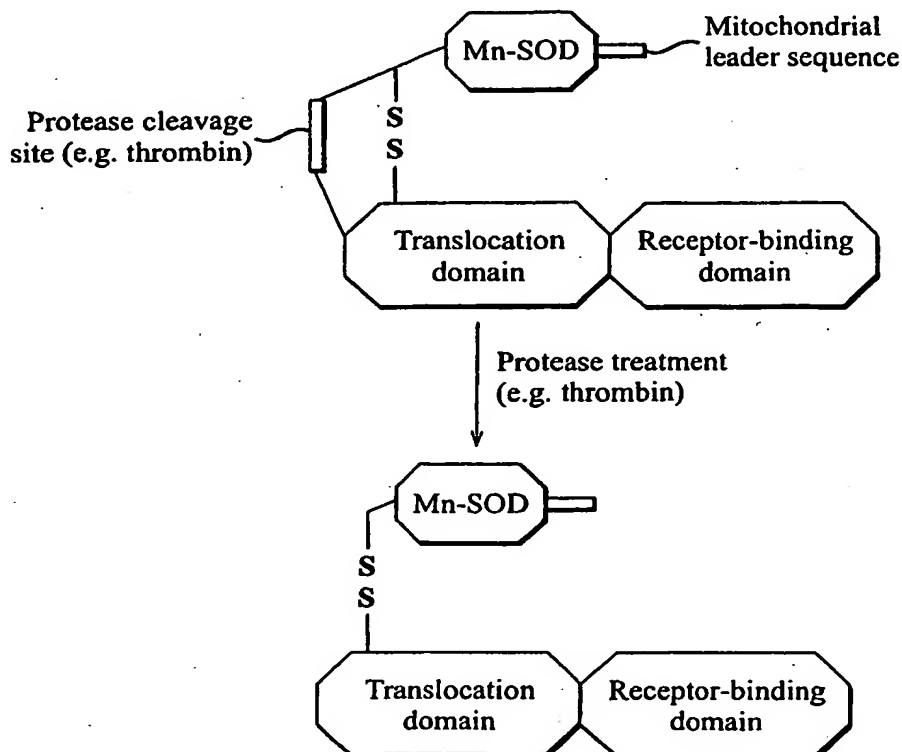 Mn-SOD
Mitochondrial
leader sequence
Protease cleavage
site (e.g. thrombin)
S
S
Translocation
domain
Receptor-binding
domain
Protease treatment
(e.g. thrombin)
Mn-SOD
S
S
Translocation
domain
Receptor-binding
domain